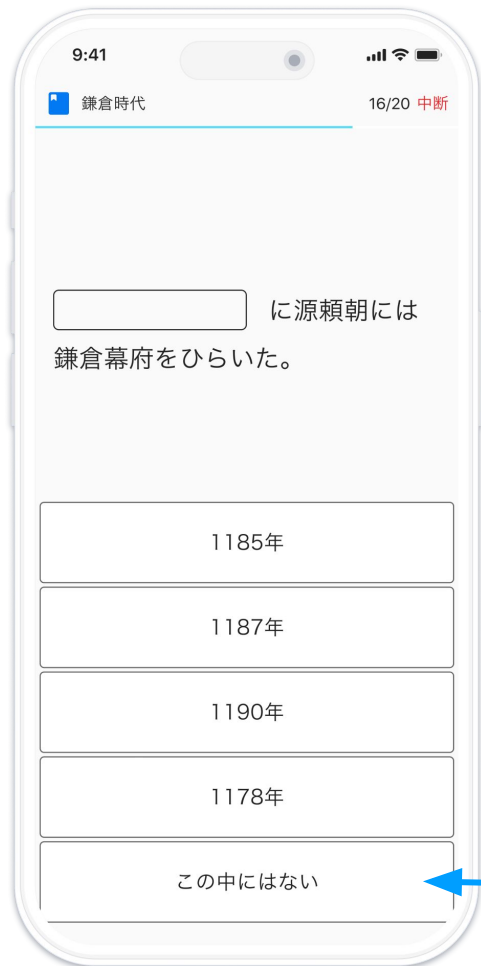 9:41
鎌倉時代 16/20 中断
に源頼朝には
鎌倉幕府をひらいた。
1185年
1187年
1190年
1178年
この中にはない